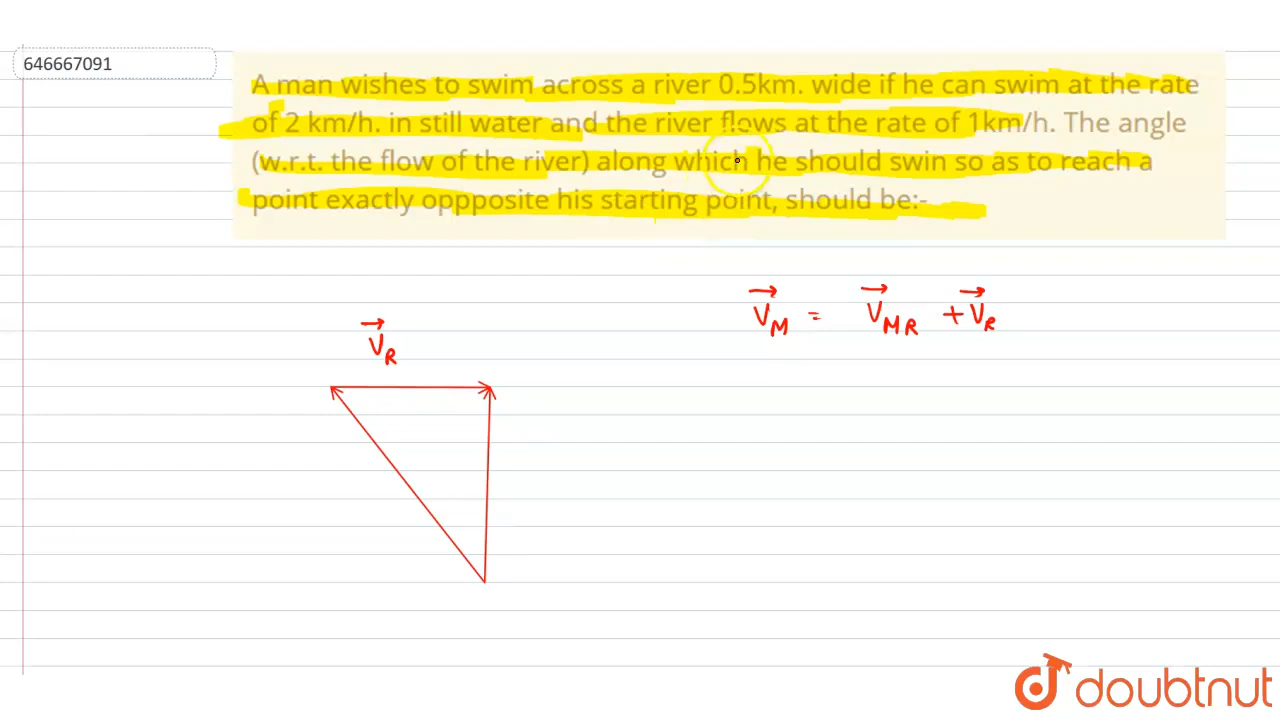 646667091
A man wishes to swim across a river 0.5km. wide if he can swim at the rate
of 2 km/h. in still water and the river flows at the rate of 1km/h. The angle
(w.r.t. the flow of the river) along which he should swin so as to reach a
point exactly oppposite his starting point, should be:-
V_M = V_MR + V_R
V_R
doubtnut